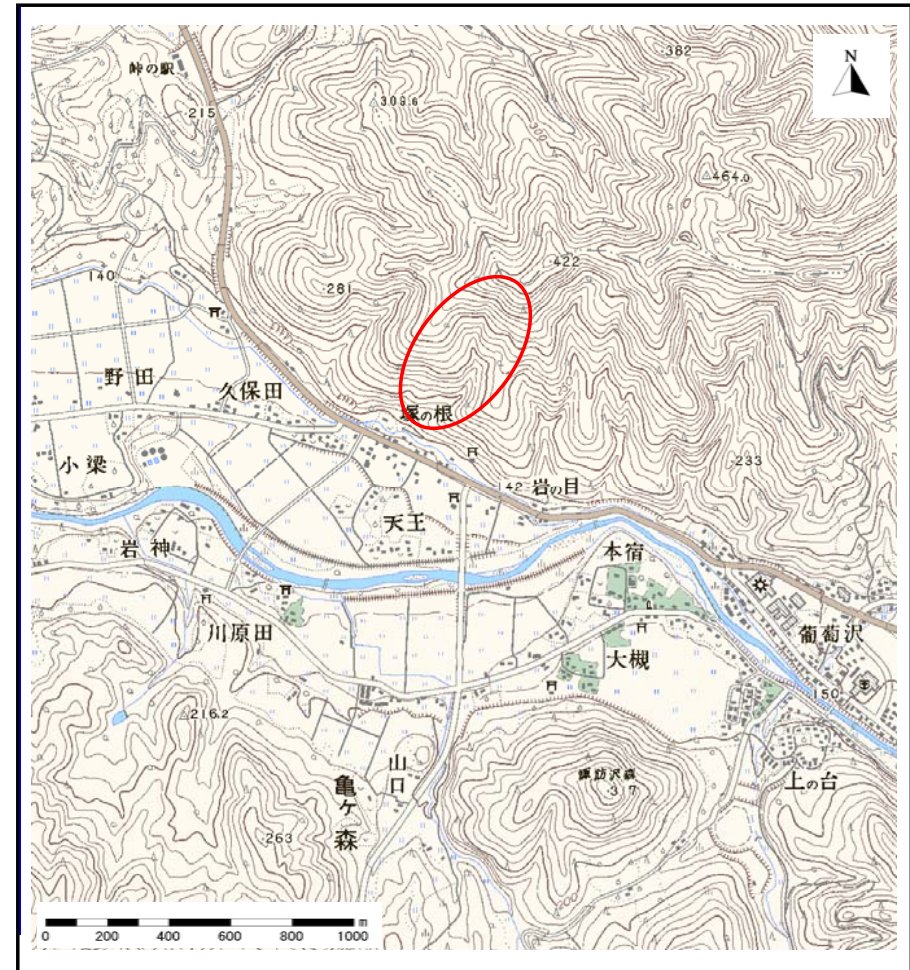 382
N
峠の駅
309.6
215
464.0
422
140
281
野田
久保田
塚の根
233
小梁
142
岩の目
天王
岩神
本宿
川原田
大槻
葡萄沢
150
216.2
山口
諏訪沢森
317
上の台
亀ヶ森
263
m
0 200 400 600 800 1000